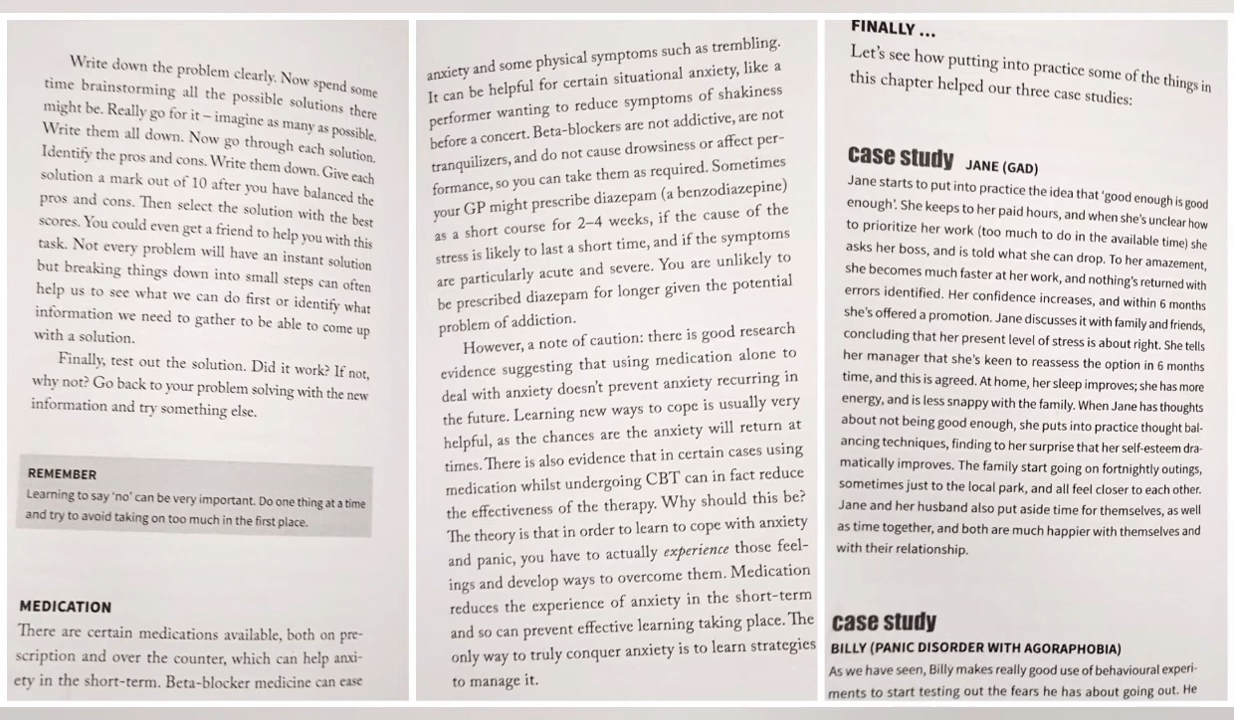 Write down the problem clearly. Now spend some
time brainstorming all the possible solutions there
might be. Really go for it – imagine as many as possible.
Write them all down. Now go through each solution.
Identify the pros and cons. Write them down. Give each
solution a mark out of 10 after you have balanced the
pros and cons. Then select the solution with the best
scores. You could even get a friend to help you with this
task. Not every problem will have an instant solution
but breaking things down into small steps can often
help us to see what we can do first or identify what
information we need to gather to be able to come up
with a solution.
Finally, test out the solution. Did it work? If not,
why not? Go back to your problem solving with the new
information and try something else.
REMEMBER
Learning to say 'no' can be very important. Do one thing at a time
and try to avoid taking on too much in the first place.
MEDICATION
There are certain medications available, both on pre-
scription and over the counter, which can help anxi-
ety in the short-term. Beta-blocker medicine can ease
anxiety and some physical symptoms such as trembling.
It can be helpful for certain situational anxiety, like a
performer wanting to reduce symptoms of shakiness
before a concert. Beta-blockers are not addictive, are not
tranquilizers, and do not cause drowsiness or affect per-
formance, so you can take them as required. Sometimes
your GP might prescribe diazepam (a benzodiazepine)
as a short course for 2–4 weeks, if the cause of the
stress is likely to last a short time, and if the symptoms
are particularly acute and severe. You are unlikely to
be prescribed diazepam for longer given the potential
problem of addiction.
However, a note of caution: there is good research
evidence suggesting that using medication alone to
deal with anxiety doesn't prevent anxiety recurring in
the future. Learning new ways to cope is usually very
helpful, as the chances are the anxiety will return at
times. There is also evidence that in certain cases using
medication whilst undergoing CBT can in fact reduce
the effectiveness of the therapy. Why should this be?
The theory is that in order to learn to cope with anxiety
and panic, you have to actually experience those feel-
ings and develop ways to overcome them. Medication
reduces the experience of anxiety in the short-term
and so can prevent effective learning taking place. The
only way to truly conquer anxiety is to learn strategies
to manage it.
FINALLY ...
Let's see how putting into practice some of the things in
this chapter helped our three case studies:
case study JANE (GAD)
Jane starts to put into practice the idea that 'good enough is good
enough'. She keeps to her paid hours, and when she's unclear how
to prioritize her work (too much to do in the available time) she
asks her boss, and is told what she can drop. To her amazement,
she becomes much faster at her work, and nothing's returned with
errors identified. Her confidence increases, and within 6 months
she's offered a promotion. Jane discusses it with family and friends,
concluding that her present level of stress is about right. She tells
her manager that she's keen to reassess the option in 6 months
time, and this is agreed. At home, her sleep improves; she has more
energy, and is less snappy with the family. When Jane has thoughts
about not being good enough, she puts into practice thought bal-
ancing techniques, finding to her surprise that her self-esteem dra-
matically improves. The family start going on fortnightly outings,
sometimes just to the local park, and all feel closer to each other.
Jane and her husband also put aside time for themselves, as well
as time together, and both are much happier with themselves and
with their relationship.
case study
BILLY (PANIC DISORDER WITH AGORAPHOBIA)
As we have seen, Billy makes really good use of behavioural experi-
ments to start testing out the fears he has about going out. He